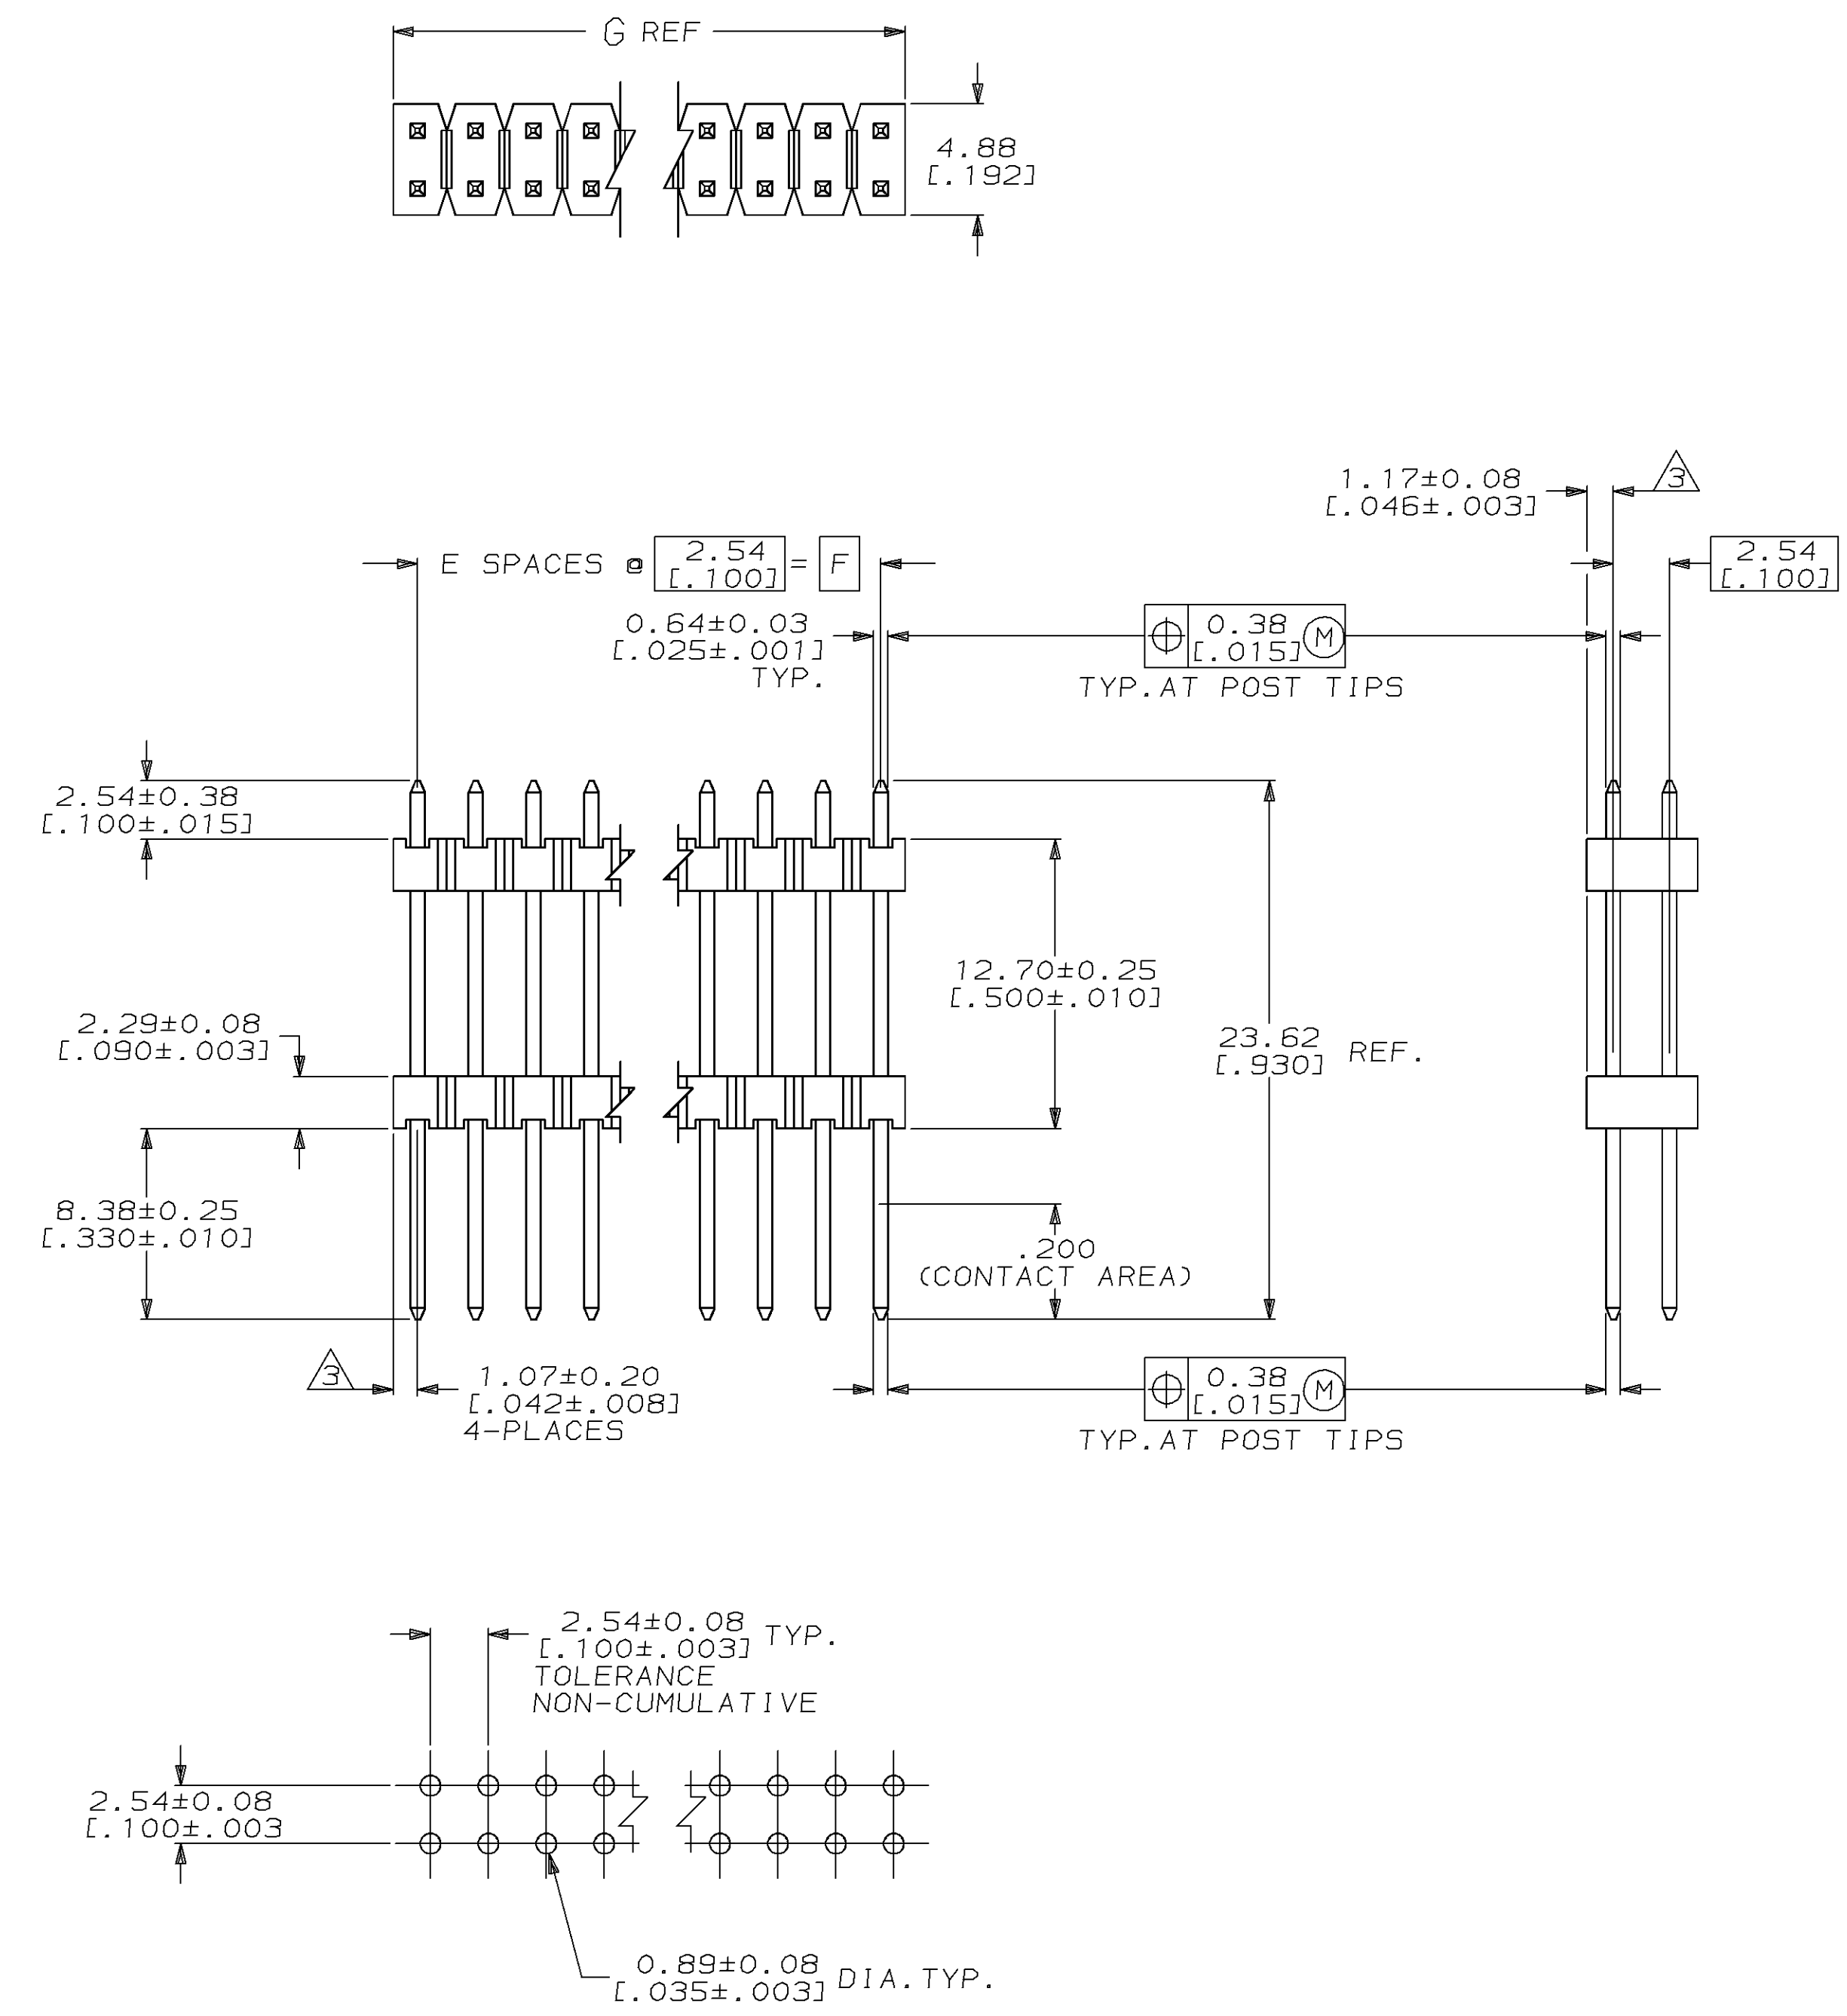 G REF
4.88
[.192]
1.17±0.08
[.046±.003]
3
E SPACES @ 2.54 = F
[.100]
2.54
[.100]
0.64±0.03
[.025±.001]
TYP.
⌖ 0.38 Ⓜ
[.015]
TYP.AT POST TIPS
2.54±0.38
[.100±.015]
12.70±0.25
[.500±.010]
2.29±0.08
[.090±.003]
23.62 REF.
[.930]
8.38±0.25
[.330±.010]
.200
(CONTACT AREA)
3
1.07±0.20
[.042±.008]
4-PLACES
⌖ 0.38 Ⓜ
[.015]
TYP.AT POST TIPS
2.54±0.08 TYP.
[.100±.003]
TOLERANCE
NON-CUMULATIVE
2.54±0.08
[.100±.003
0.89±0.08 DIA.TYP.
[.035±.003]